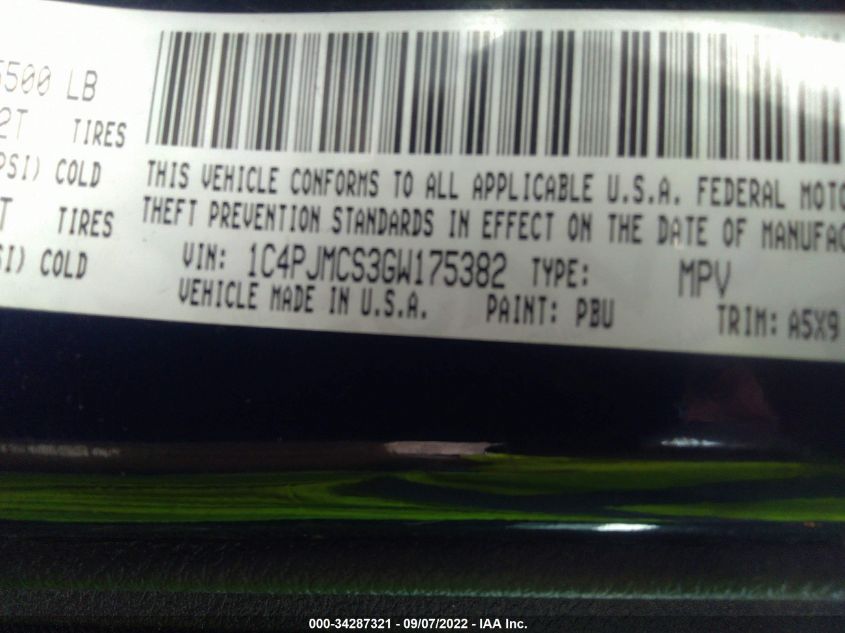 5500 LB
2T TIRES
PSI) COLD
THIS VEHICLE CONFORMS TO ALL APPLICABLE U.S.A. FEDERAL MOTO
T TIRES
THEFT PREVENTION STANDARDS IN EFFECT ON THE DATE OF MANUFAC
SI) COLD
VIN: 1C4PJMCS3GW175382 TYPE: MPV
VEHICLE MADE IN U.S.A. PAINT: PBU TRIM: A5X9
000-34287321 - 09/07/2022 - IAA Inc.